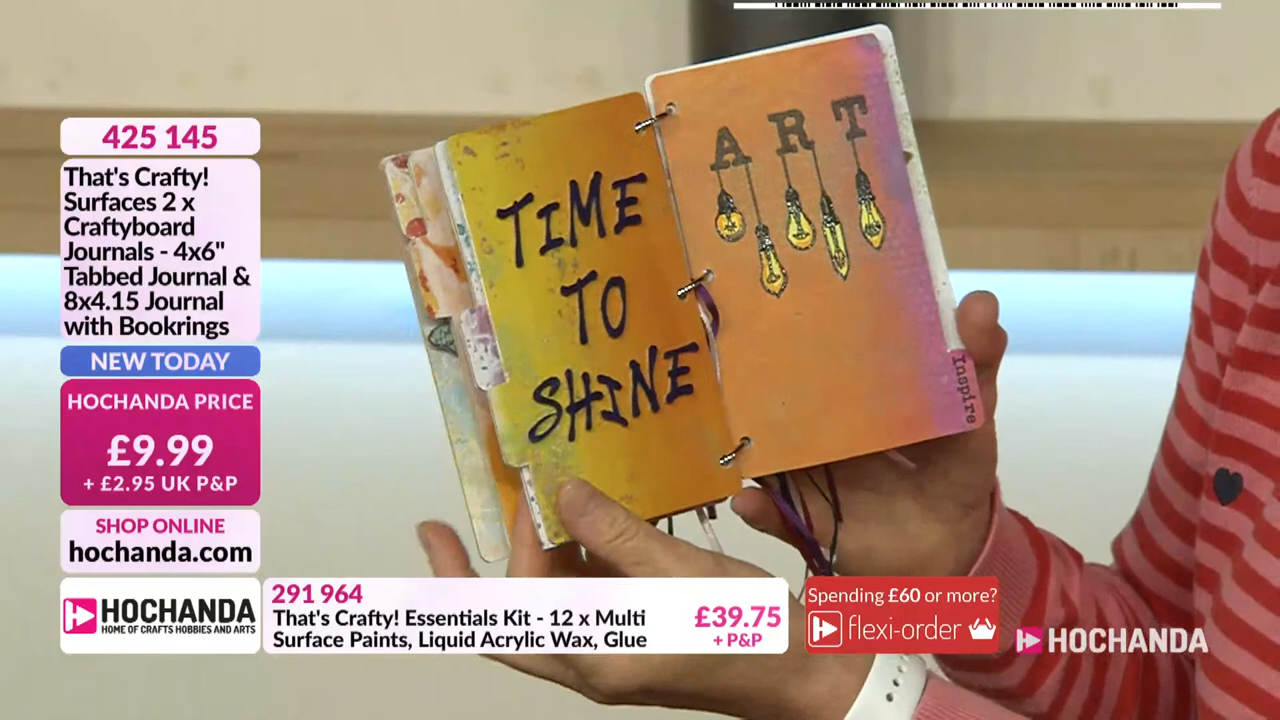 425 145
That's Crafty!
Surfaces 2 x
Craftyboard
Journals - 4x6"
Tabbed Journal &
8x4.15 Journal
with Bookrings
NEW TODAY
HOCHANDA PRICE
£9.99
+ £2.95 UK P&P
SHOP ONLINE
hochanda.com
TIME
TO
SHINE
ART
Inspire
HOCHANDA
HOME OF CRAFTS HOBBIES AND ARTS
291 964
That's Crafty! Essentials Kit - 12 x Multi
Surface Paints, Liquid Acrylic Wax, Glue
£39.75
+ P&P
Spending £60 or more?
flexi-order
HOCHANDA